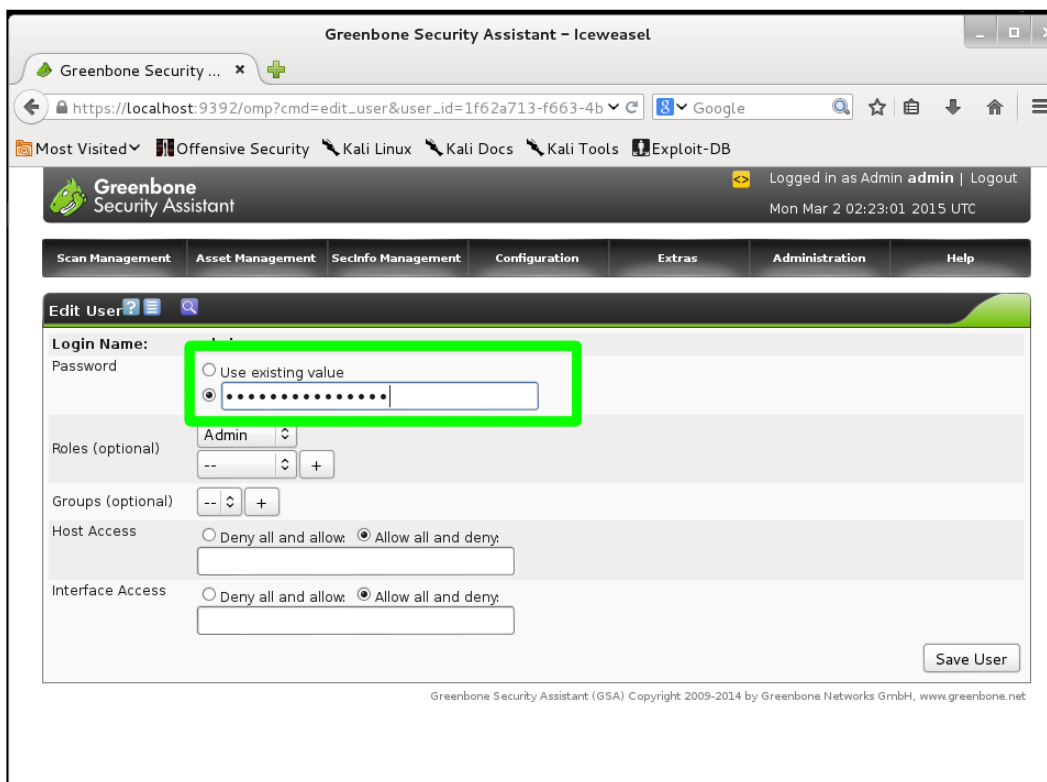 Greenbone Security Assistant – Iceweasel
Greenbone Security ...
https://localhost:9392/omp?cmd=edit_user&user_id=1f62a713-f663-4b
8 Google
Most Visited Offensive Security Kali Linux Kali Docs Kali Tools Exploit-DB
Greenbone
Security Assistant
Logged in as Admin admin | Logout
Mon Mar 2 02:23:01 2015 UTC
Scan Management Asset Management SecInfo Management Configuration Extras Administration Help
Edit User ?
Login Name:
Password
Use existing value
•••••••••••••••
Roles (optional)
Admin
-- +
Groups (optional) -- +
Host Access
Deny all and allow: Allow all and deny:
Interface Access
Deny all and allow: Allow all and deny:
Save User
Greenbone Security Assistant (GSA) Copyright 2009-2014 by Greenbone Networks GmbH, www.greenbone.net